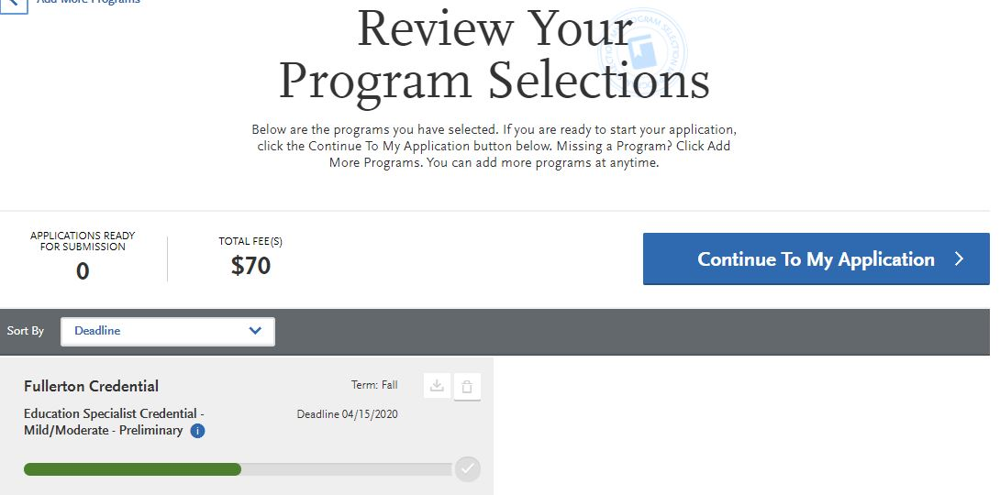 Add More Programs
Review Your
Program Selections
Below are the programs you have selected. If you are ready to start your application,
click the Continue To My Application button below. Missing a Program? Click Add
More Programs. You can add more programs at anytime.
APPLICATIONS READY
FOR SUBMISSION
0
TOTAL FEE(S)
$70
Continue To My Application
Sort By
Deadline
Fullerton Credential
Term: Fall
Education Specialist Credential -
Mild/Moderate - Preliminary
Deadline 04/15/2020